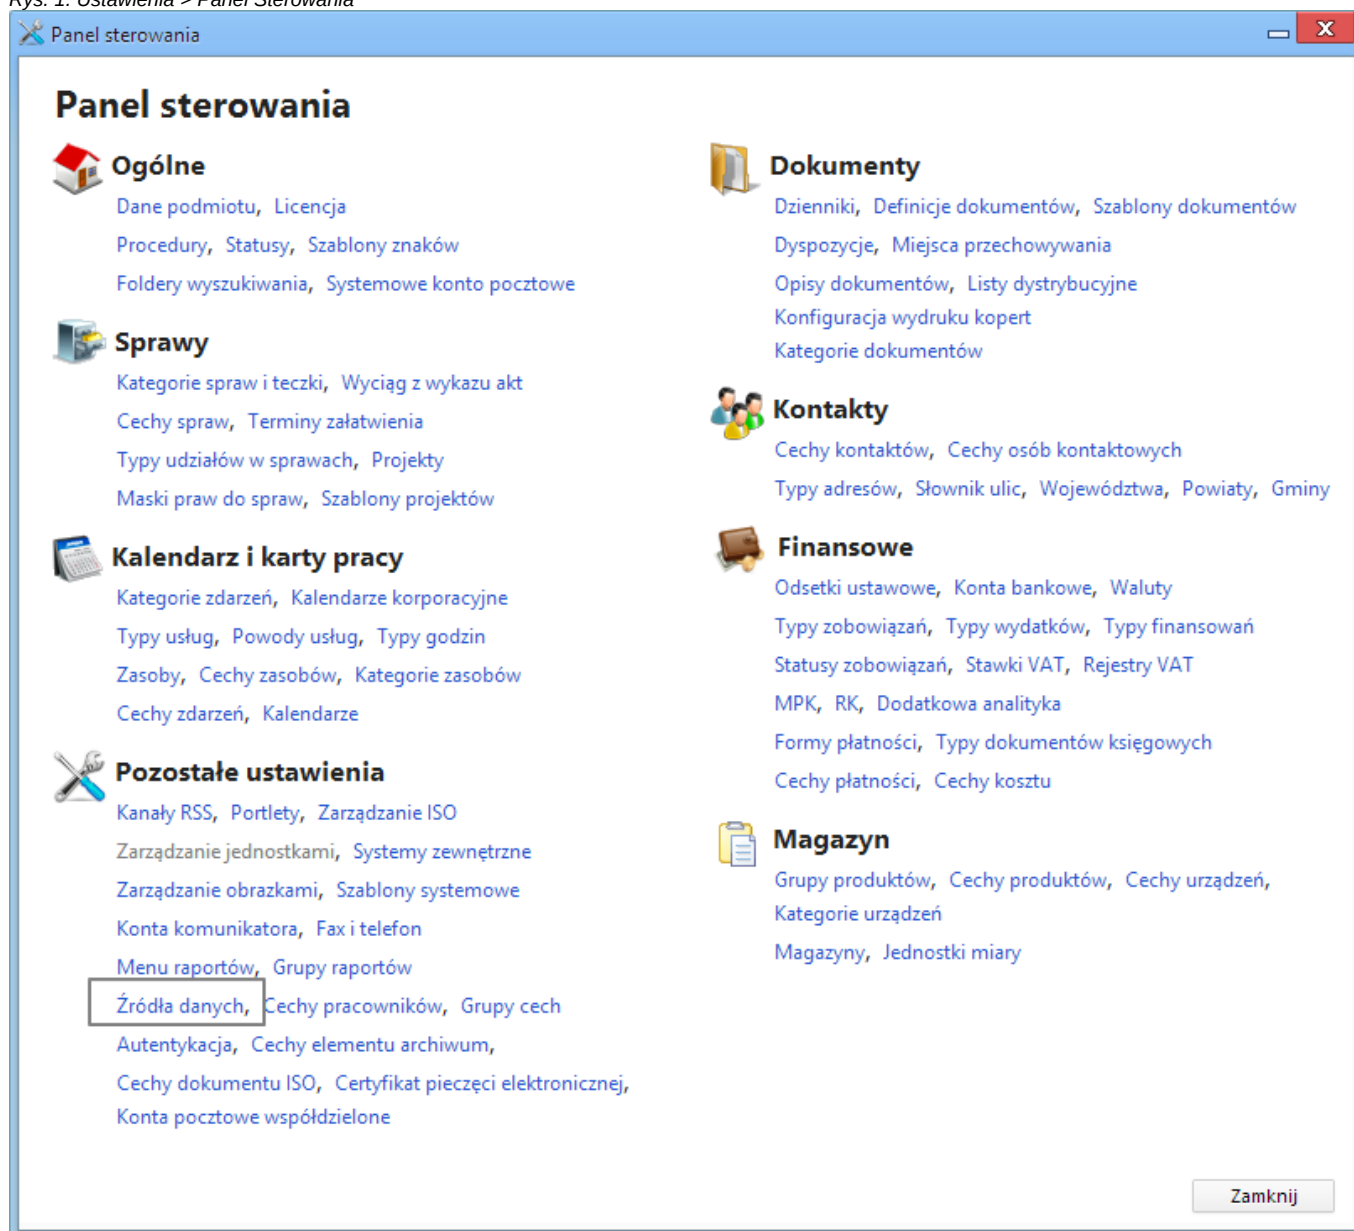 Rys. 1. Ustawienia > Panel Sterowania
Panel sterowania
X
Panel sterowania
Ogólne
Dane podmiotu, Licencja
Procedury, Statusy, Szablony znaków
Foldery wyszukiwania, Systemowe konto pocztowe
Sprawy
Kategorie spraw i teczki, Wyciąg z wykazu akt
Cechy spraw, Terminy załatwienia
Typy udziałów w sprawach, Projekty
Maski praw do spraw, Szablony projektów
Kalendarz i karty pracy
Kategorie zdarzeń, Kalendarze korporacyjne
Typy usług, Powody usług, Typy godzin
Zasoby, Cechy zasobów, Kategorie zasobów
Cechy zdarzeń, Kalendarze
Pozostałe ustawienia
Kanały RSS, Portlety, Zarządzanie ISO
Zarządzanie jednostkami, Systemy zewnętrzne
Zarządzanie obrazkami, Szablony systemowe
Konta komunikatora, Fax i telefon
Menu raportów, Grupy raportów
Źródła danych, Cechy pracowników, Grupy cech
Autentykacja, Cechy elementu archiwum,
Cechy dokumentu ISO, Certyfikat pieczęci elektronicznej,
Konta pocztowe współdzielone
Dokumenty
Dzienniki, Definicje dokumentów, Szablony dokumentów
Dyspozycje, Miejsca przechowywania
Opisy dokumentów, Listy dystrybucyjne
Konfiguracja wydruku kopert
Kategorie dokumentów
Kontakty
Cechy kontaktów, Cechy osób kontaktowych
Typy adresów, Słownik ulic, Województwa, Powiaty, Gminy
Finansowe
Odsetki ustawowe, Konta bankowe, Waluty
Typy zobowiązań, Typy wydatków, Typy finansowań
Statusy zobowiązań, Stawki VAT, Rejestry VAT
MPK, RK, Dodatkowa analityka
Formy płatności, Typy dokumentów księgowych
Cechy płatności, Cechy kosztu
Magazyn
Grupy produktów, Cechy produktów, Cechy urządzeń,
Kategorie urządzeń
Magazyny, Jednostki miary
Zamknij